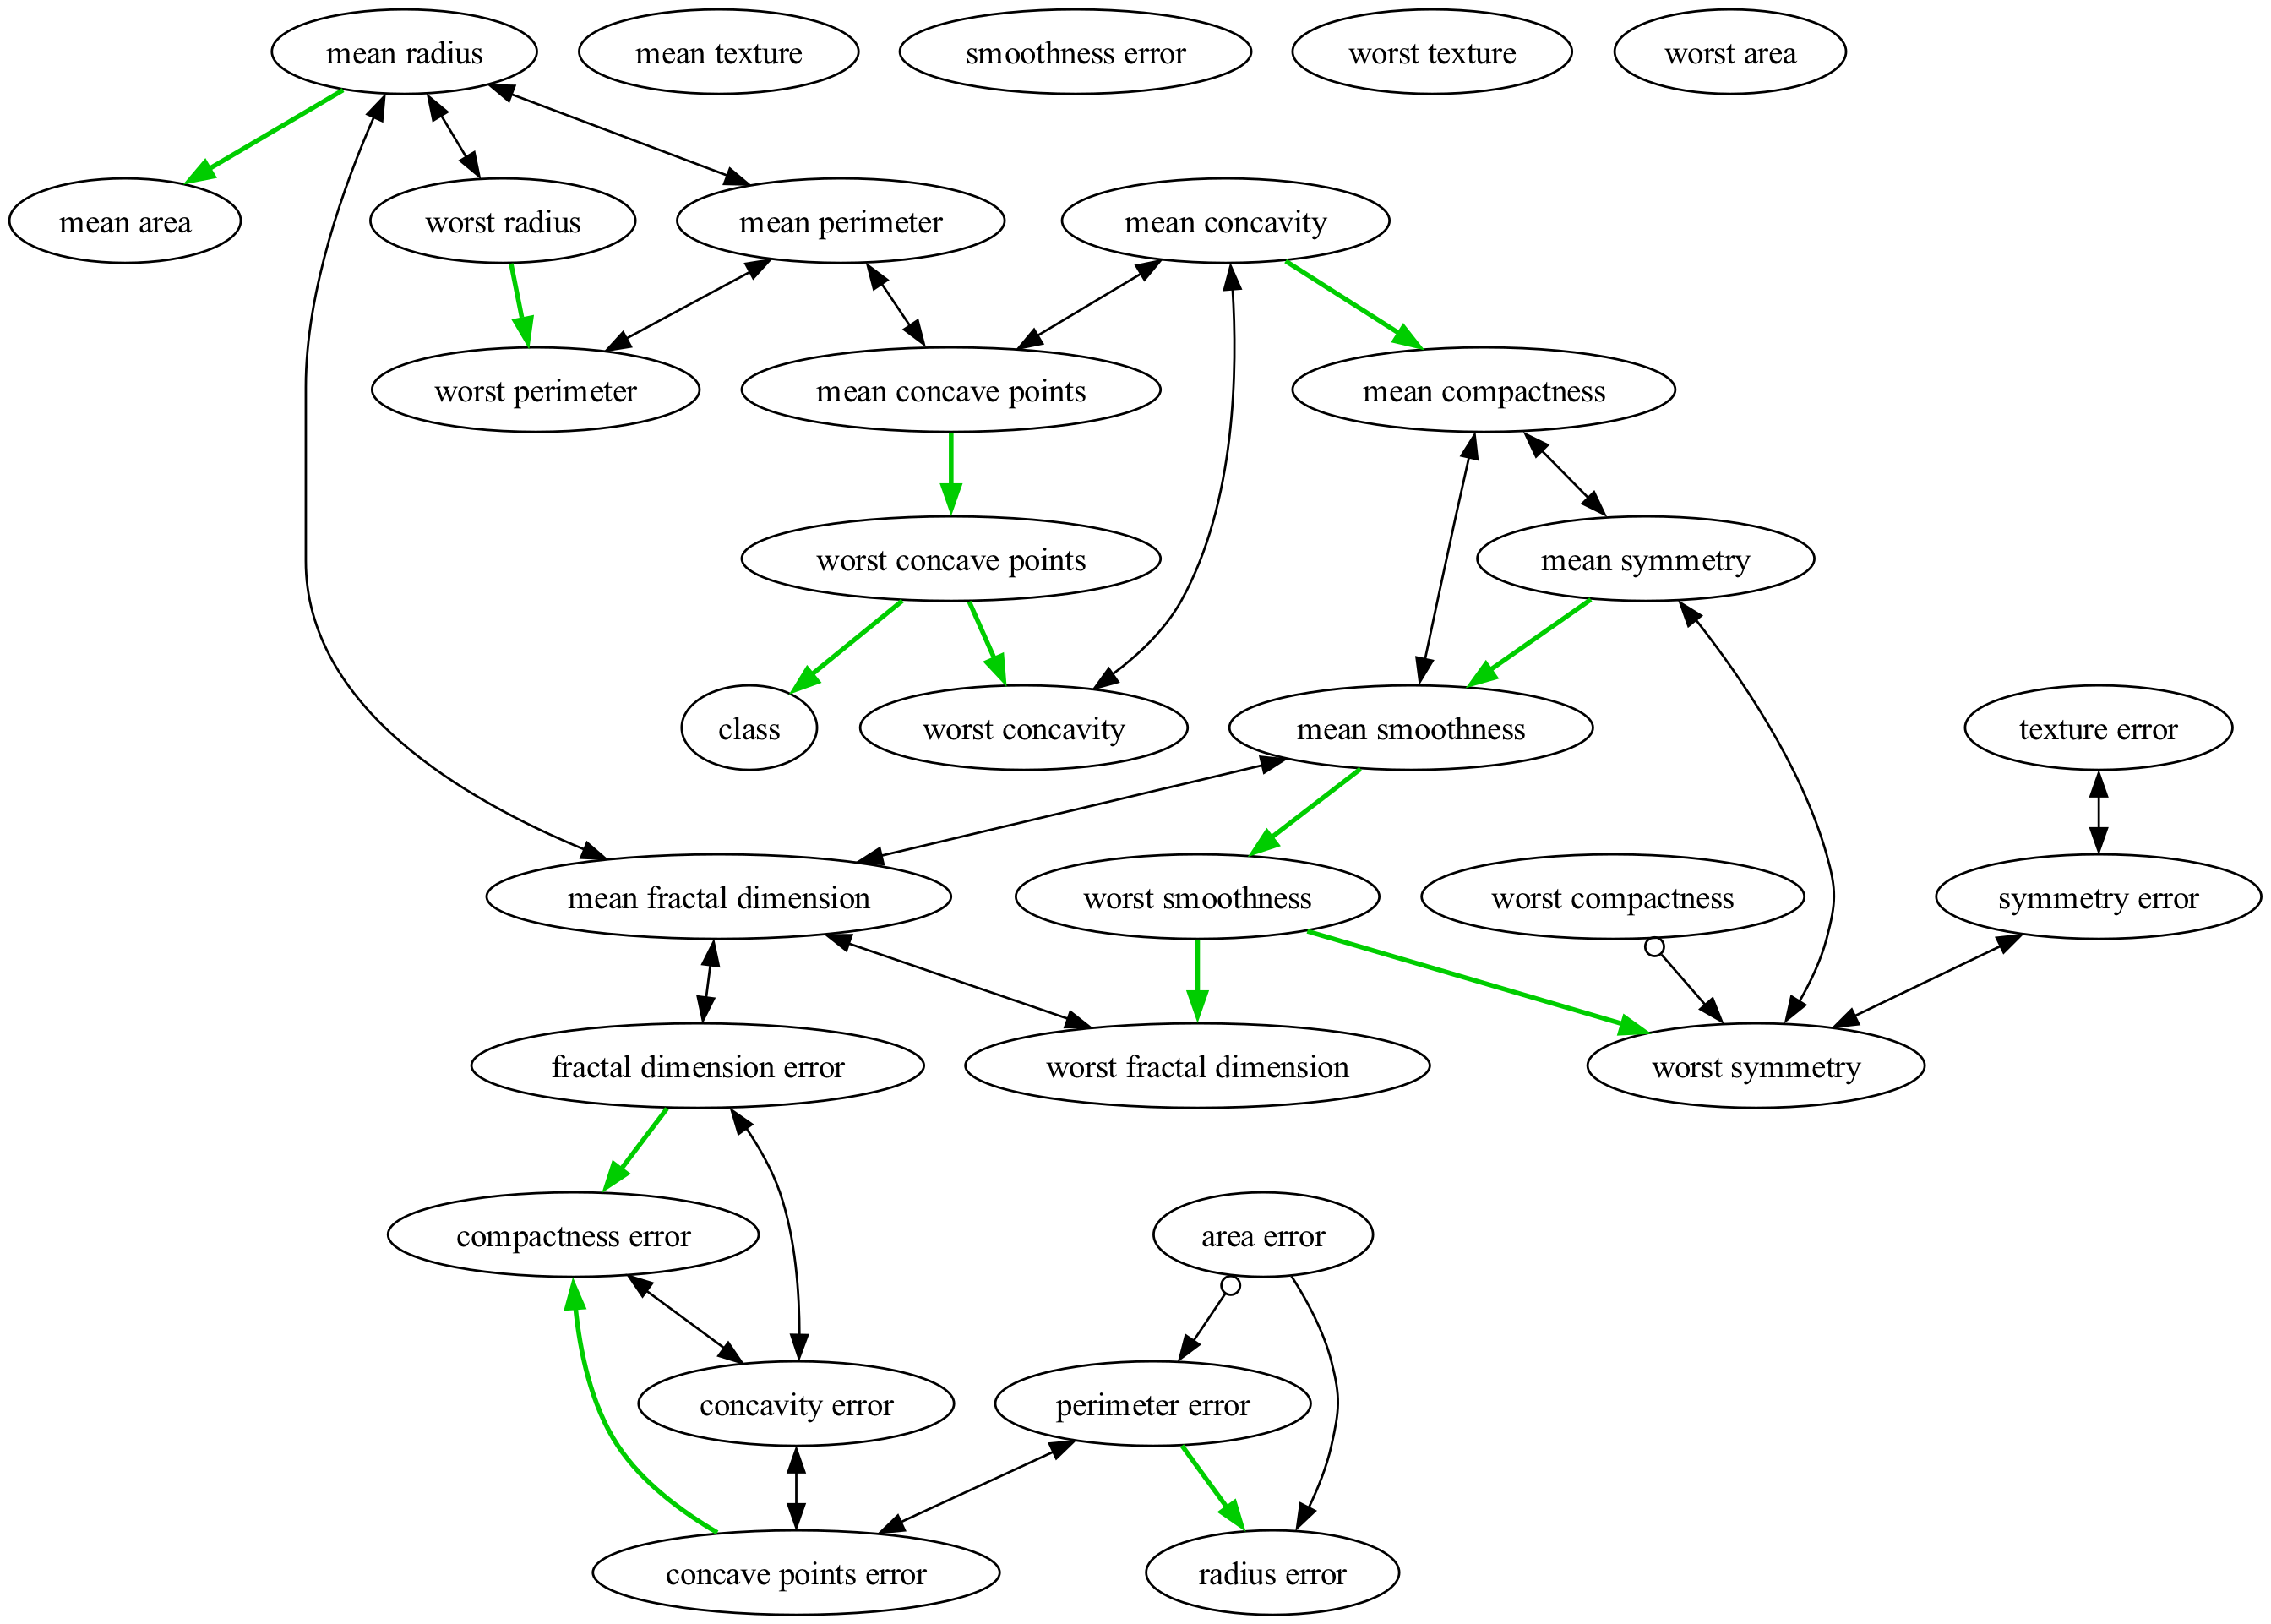 mean radius
mean texture
smoothness error
worst texture
worst area
mean area
worst radius
mean perimeter
mean concavity
worst perimeter
mean concave points
mean compactness
worst concave points
mean symmetry
class
worst concavity
mean smoothness
texture error
mean fractal dimension
worst smoothness
worst compactness
symmetry error
fractal dimension error
worst fractal dimension
worst symmetry
compactness error
area error
concavity error
perimeter error
concave points error
radius error